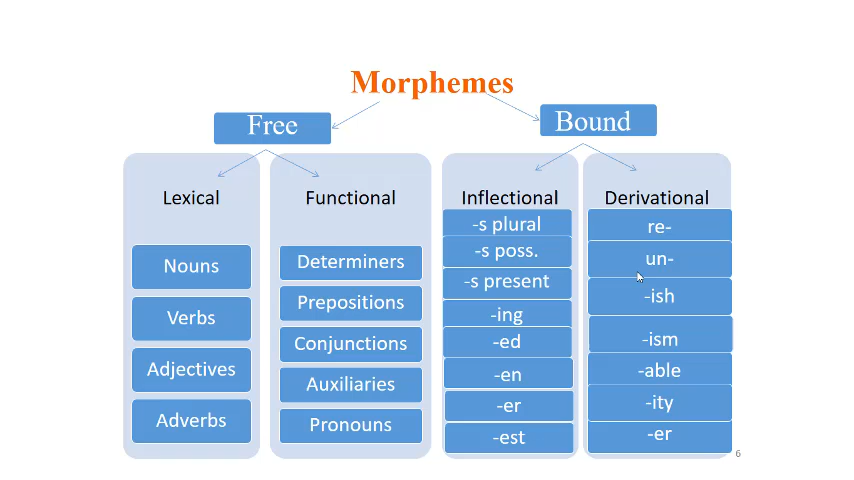 Morphemes
Free
Bound
Lexical
Nouns
Verbs
Adjectives
Adverbs
Functional
Determiners
Prepositions
Conjunctions
Auxiliaries
Pronouns
Inflectional
-s plural
-s poss.
-s present
-ing
-ed
-en
-er
-est
Derivational
re-
un-
-ish
-ism
-able
-ity
-er
6